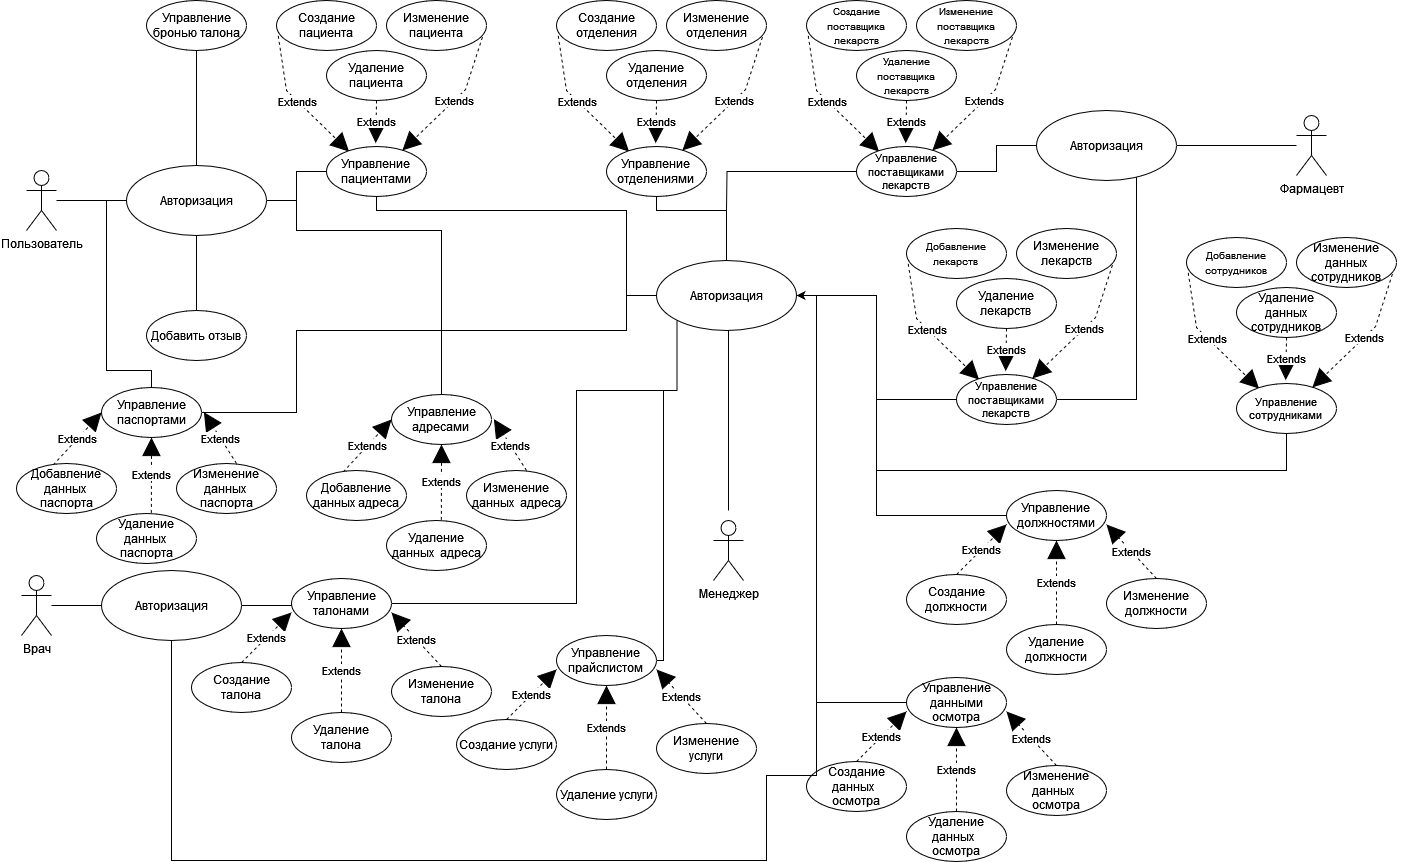 Управление
бронью талона
Создание
пациента
Изменение
пациента
Удаление
пациента
Extends
Extends
Extends
Управление
пациентами
Создание
отделения
Изменение
отделения
Удаление
отделения
Extends
Extends
Extends
Управление
отделениями
Создание
поставщика
лекарств
Изменение
поставщика
лекарств
Удаление
поставщика
лекарств
Extends
Extends
Extends
Управление
поставщиками
лекарств
Авторизация
Фармацевт
Пользователь
Авторизация
Добавить отзыв
Авторизация
Добавление
лекарств
Изменение
лекарств
Удаление
лекарств
Extends
Extends
Extends
Управление
поставщиками
лекарств
Добавление
сотрудников
Изменение
данных
сотрудников
Удаление
данных
сотрудников
Extends
Extends
Extends
Управление
сотрудниками
Управление
паспортами
Extends
Extends
Extends
Добавление
данных
паспорта
Изменение
данных
паспорта
Удаление
данных
паспорта
Управление
адресами
Extends
Extends
Extends
Добавление
данных адреса
Изменение
данных адреса
Удаление
данных адреса
Менеджер
Управление
должностями
Extends
Extends
Extends
Создание
должности
Изменение
должности
Удаление
должности
Врач
Авторизация
Управление
талонами
Extends
Extends
Extends
Создание
талона
Изменение
талона
Удаление
талона
Управление
прайслистом
Extends
Extends
Extends
Создание услуги
Изменение
услуги
Удаление услуги
Управление
данными
осмотра
Extends
Extends
Extends
Создание
данных
осмотра
Изменение
данных
осмотра
Удаление
данных
осмотра